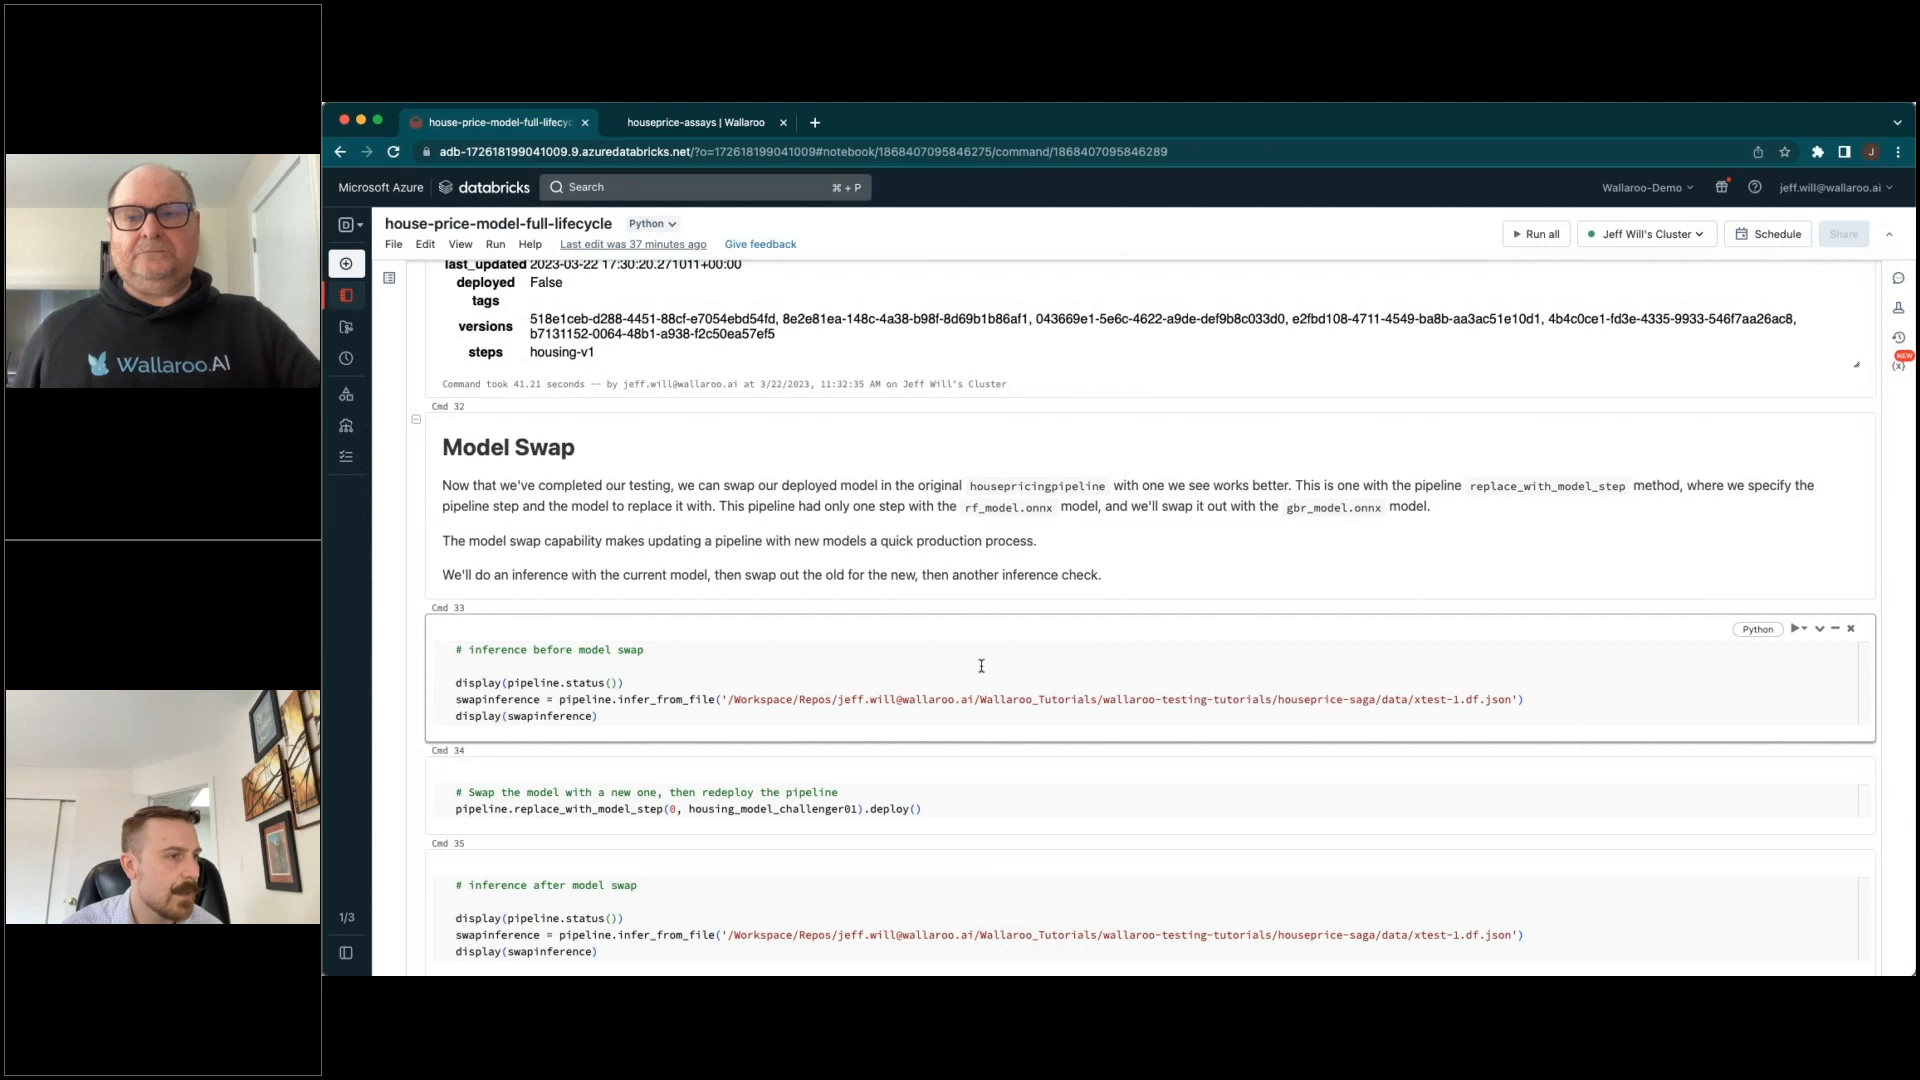 Wallaroo.AI
house-price-model-full-lifecyc
houseprice-assays | Wallaroo
adb-172618199041009.9.azuredatabricks.net/?o=172618199041009#notebook/1868407095846275/command/1868407095846289
J
Microsoft Azure
databricks
Search
⌘ + P
Wallaroo-Demo
jeff.will@wallaroo.ai
D
house-price-model-full-lifecycle
Python
File Edit View Run Help Last edit was 37 minutes ago Give feedback
Run all
Jeff Will's Cluster
Schedule
Share
last_updated 2023-03-22 17:30:20.271011+00:00
deployed False
tags
versions 518e1ceb-d288-4451-88cf-e7054ebd54fd, 8e2e81ea-148c-4a38-b98f-8d69b1b86af1, 043669e1-5e6c-4622-a9de-def9b8c033d0, e2fbd108-4711-4549-ba8b-aa3ac51e10d1, 4b4c0ce1-fd3e-4335-9933-546f7aa26ac8,
b7131152-0064-48b1-a938-f2c50ea57ef5
steps housing-v1
NEW
{x}
Command took 41.21 seconds -- by jeff.will@wallaroo.ai at 3/22/2023, 11:32:35 AM on Jeff Will's Cluster
Cmd 32
Model Swap
Now that we've completed our testing, we can swap our deployed model in the original housepricingpipeline with one we see works better. This is one with the pipeline replace_with_model_step method, where we specify the
pipeline step and the model to replace it with. This pipeline had only one step with the rf_model.onnx model, and we'll swap it out with the gbr_model.onnx model.
The model swap capability makes updating a pipeline with new models a quick production process.
We'll do an inference with the current model, then swap out the old for the new, then another inference check.
Cmd 33
Python
# inference before model swap
display(pipeline.status())
swapinference = pipeline.infer_from_file('/Workspace/Repos/jeff.will@wallaroo.ai/Wallaroo_Tutorials/wallaroo-testing-tutorials/houseprice-saga/data/xtest-1.df.json')
display(swapinference)
Cmd 34
# Swap the model with a new one, then redeploy the pipeline
pipeline.replace_with_model_step(0, housing_model_challenger01).deploy()
Cmd 35
# inference after model swap
display(pipeline.status())
swapinference = pipeline.infer_from_file('/Workspace/Repos/jeff.will@wallaroo.ai/Wallaroo_Tutorials/wallaroo-testing-tutorials/houseprice-saga/data/xtest-1.df.json')
display(swapinference)
1/3